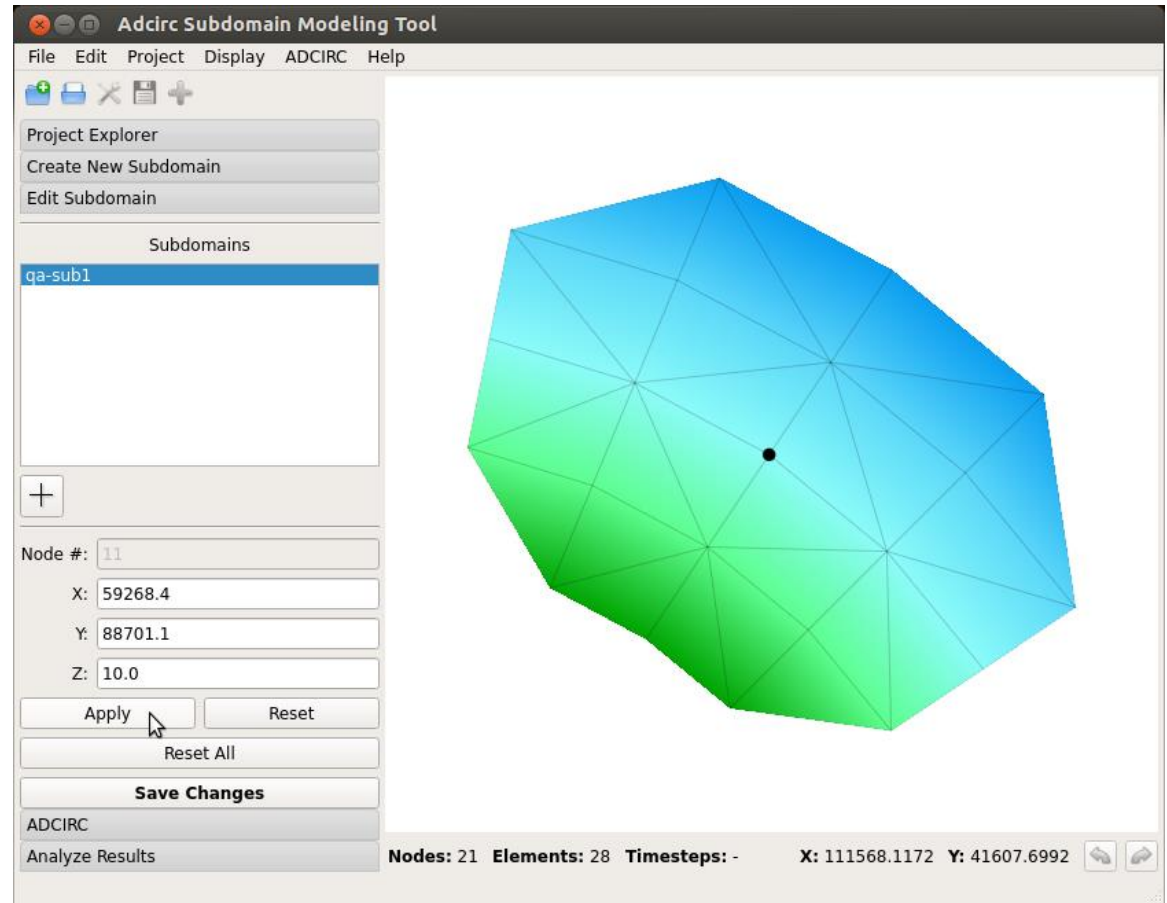 Adcirc Subdomain Modeling Tool
File Edit Project Display ADCIRC Help
Project Explorer
Create New Subdomain
Edit Subdomain
Subdomains
qa-sub1
Node #: 11
X: 59268.4
Y: 88701.1
Z: 10.0
Apply Reset
Reset All
Save Changes
ADCIRC
Analyze Results
Nodes: 21 Elements: 28 Timesteps: - X: 111568.1172 Y: 41607.6992